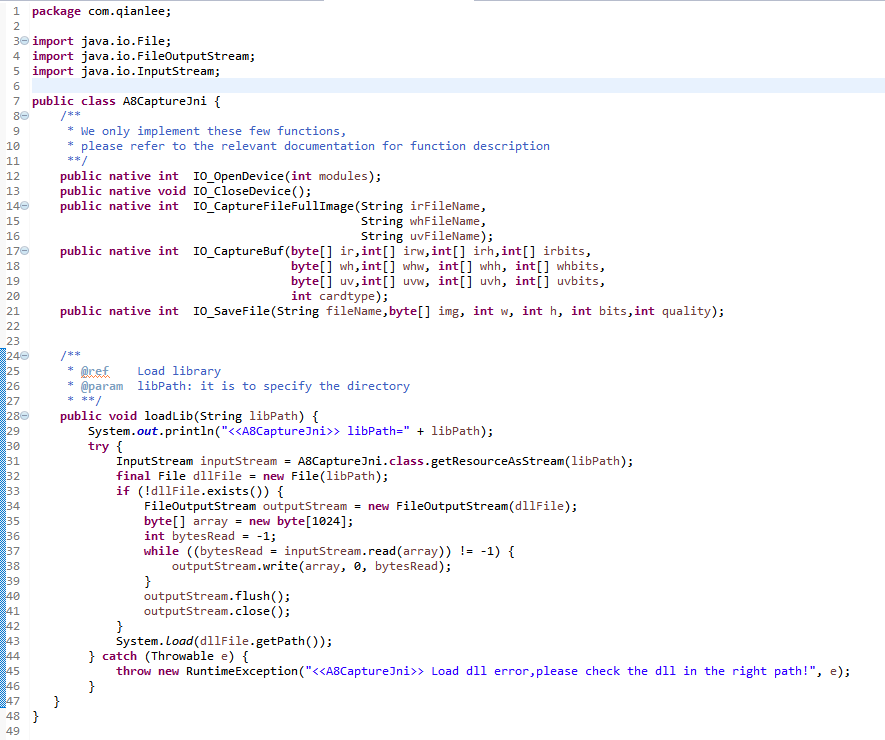 1 package com.qianlee;
2
3 import java.io.File;
4 import java.io.FileOutputStream;
5 import java.io.InputStream;
6
7 public class A8CaptureJni {
8     /**
9      * We only implement these few functions,
10      * please refer to the relevant documentation for function description
11      **/
12     public native int  IO_OpenDevice(int modules);
13     public native void IO_CloseDevice();
14     public native int  IO_CaptureFileFullImage(String irFileName,
15                                                String whFileName,
16                                                String uvFileName);
17     public native int  IO_CaptureBuf(byte[] ir,int[] irw,int[] irh,int[] irbits,
18                                      byte[] wh,int[] whw, int[] whh, int[] whbits,
19                                      byte[] uv,int[] uvw, int[] uvh, int[] uvbits,
20                                      int cardtype);
21     public native int  IO_SaveFile(String fileName,byte[] img, int w, int h, int bits,int quality);
22
23
24     /**
25      * @ref    Load library
26      * @param  libPath: it is to specify the directory
27      * **/
28     public void loadLib(String libPath) {
29         System.out.println("<<A8CaptureJni>> libPath=" + libPath);
30         try {
31             InputStream inputStream = A8CaptureJni.class.getResourceAsStream(libPath);
32             final File dllFile = new File(libPath);
33             if (!dllFile.exists()) {
34                 FileOutputStream outputStream = new FileOutputStream(dllFile);
35                 byte[] array = new byte[1024];
36                 int bytesRead = -1;
37                 while ((bytesRead = inputStream.read(array)) != -1) {
38                     outputStream.write(array, 0, bytesRead);
39                 }
40                 outputStream.flush();
41                 outputStream.close();
42             }
43             System.load(dllFile.getPath());
44         } catch (Throwable e) {
45             throw new RuntimeException("<<A8CaptureJni>> Load dll error,please check the dll in the right path!", e);
46         }
47    }
48 }
49